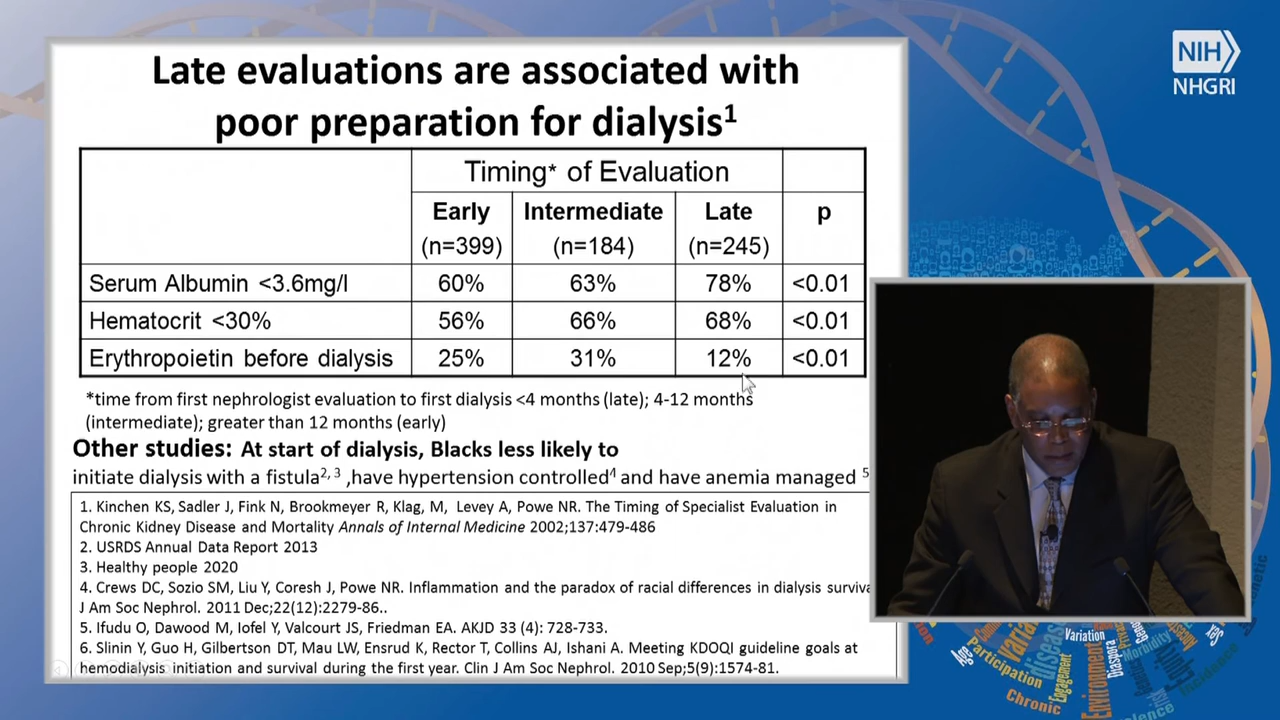 Late evaluations are associated with
poor preparation for dialysis1
Timing* of Evaluation
Early Intermediate Late p
(n=399) (n=184) (n=245)
Serum Albumin <3.6mg/l 60% 63% 78% <0.01
Hematocrit <30% 56% 66% 68% <0.01
Erythropoietin before dialysis 25% 31% 12% <0.01
*time from first nephrologist evaluation to first dialysis <4 months (late); 4-12 months
(intermediate); greater than 12 months (early)
Other studies: At start of dialysis, Blacks less likely to
initiate dialysis with a fistula2, 3 ,have hypertension controlled4 and have anemia managed 5
1. Kinchen KS, Sadler J, Fink N, Brookmeyer R, Klag, M, Levey A, Powe NR. The Timing of Specialist Evaluation in
Chronic Kidney Disease and Mortality Annals of Internal Medicine 2002;137:479-486
2. USRDS Annual Data Report 2013
3. Healthy people 2020
4. Crews DC, Sozio SM, Liu Y, Coresh J, Powe NR. Inflammation and the paradox of racial differences in dialysis surviva
J Am Soc Nephrol. 2011 Dec;22(12):2279-86..
5. Ifudu O, Dawood M, Iofel Y, Valcourt JS, Friedman EA. AKJD 33 (4): 728-733.
6. Slinin Y, Guo H, Gilbertson DT, Mau LW, Ensrud K, Rector T, Collins AJ, Ishani A. Meeting KDOQI guideline goals at
hemodialysis initiation and survival during the first year. Clin J Am Soc Nephrol. 2010 Sep;5(9):1574-81.
NIH
NHGRI
Age
Participation
Chronic
Engagement
Disease
Environment
Variation
Diaspora
Morbidity
Sex
Incidence